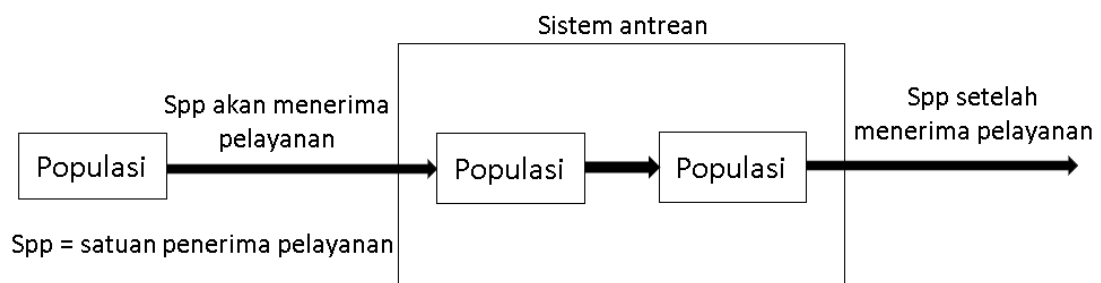 Sistem antrean
Spp akan menerima
pelayanan
Spp setelah
menerima pelayanan
Populasi
Populasi
Populasi
Spp = satuan penerima pelayanan